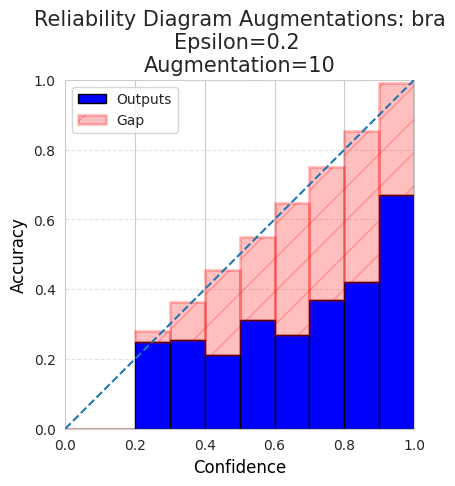 Reliability Diagram Augmentations: bra
Epsilon=0.2
Augmentation=10
1.0
Outputs
Gap
0.8
0.6
Accuracy
0.4
0.2
0.0
0.0 0.2 0.4 0.6 0.8 1.0
Confidence